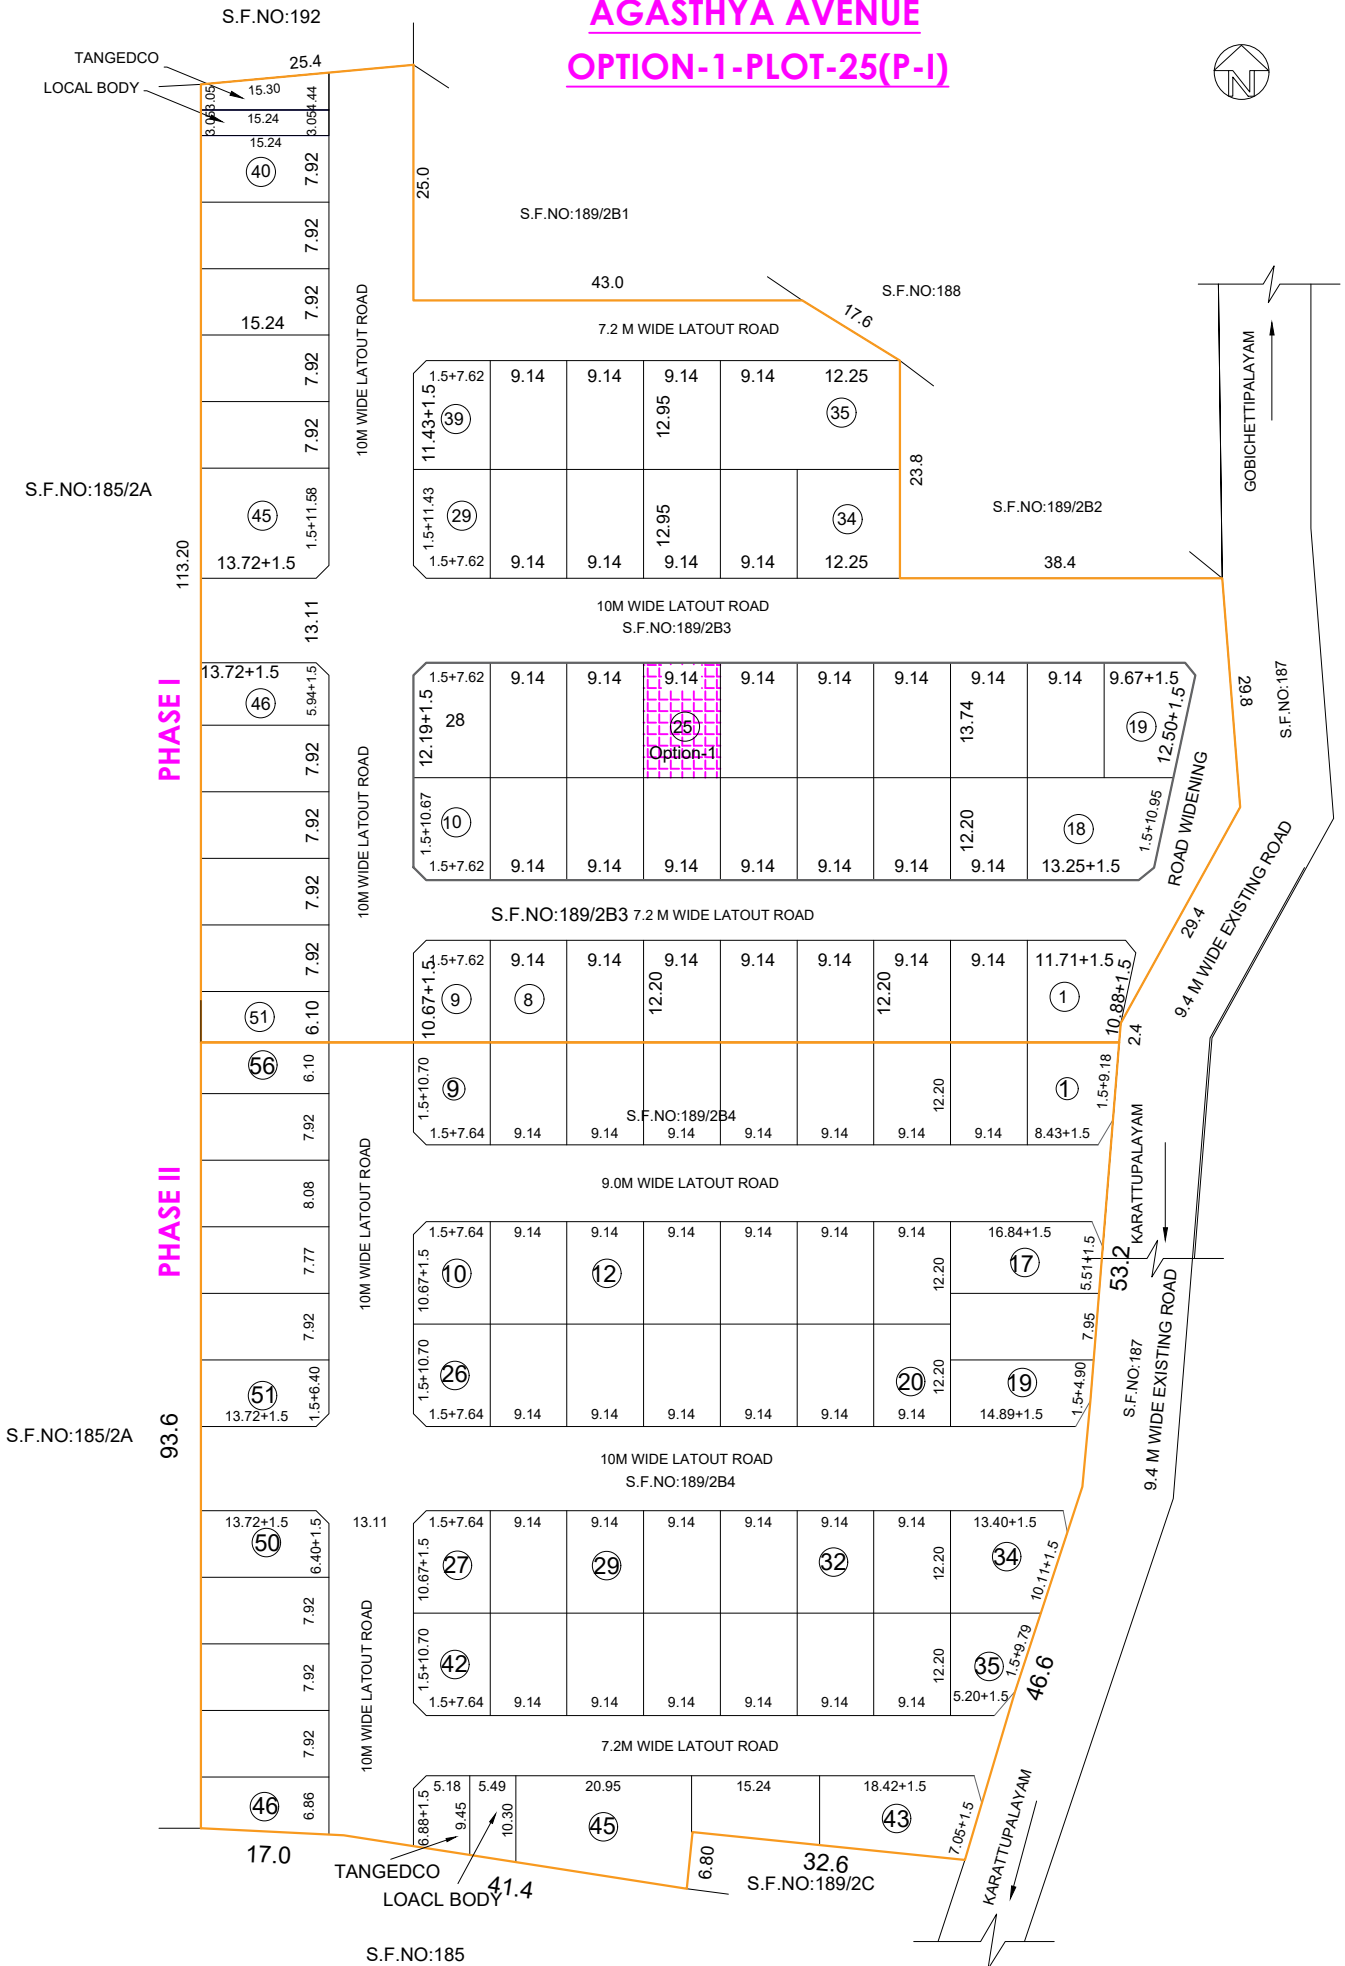 AGASTHYA AVENUE
OPTION-1-PLOT-25(P-I)
N
S.F.NO:192
TANGEDCO
LOCAL BODY
25.4
3.05
15.30
4.44
3.05
15.24
3.05
15.24
40
7.92
7.92
7.92
15.24
7.92
7.92
45
1.5+11.58
13.72+1.5
S.F.NO:185/2A
113.20
25.0
S.F.NO:189/2B1
43.0
S.F.NO:188
17.6
7.2 M WIDE LATOUT ROAD
10M WIDE LATOUT ROAD
1.5+7.62 9.14 9.14 9.14 9.14 12.25
11.43+1.5
39
12.95
35
23.8
1.5+11.43
29
12.95
34
1.5+7.62 9.14 9.14 9.14 9.14 12.25
S.F.NO:189/2B2
38.4
GOBICHETTIPALAYAM
13.11
10M WIDE LATOUT ROAD
S.F.NO:189/2B3
PHASE I
13.72+1.5
46
5.94+1.5
7.92
7.92
7.92
7.92
51
6.10
10M WIDE LATOUT ROAD
1.5+7.62 9.14 9.14 9.14 9.14 9.14 9.14 9.14 9.14 9.67+1.5
12.19+1.5
28
25
Option-1
13.74
19
12.50+1.5
29.8
S.F.NO:187
1.5+10.67
10
12.20
18
1.5+10.95
ROAD WIDENING
1.5+7.62 9.14 9.14 9.14 9.14 9.14 9.14 9.14 13.25+1.5
29.4
9.4 M WIDE EXISTING ROAD
S.F.NO:189/2B3 7.2 M WIDE LATOUT ROAD
1.5+7.62 9.14 9.14 9.14 9.14 9.14 9.14 9.14 11.71+1.5
10.67+1.5
9
8
12.20
12.20
1
10.88+1.5
2.4
56
6.10
7.92
8.08
7.77
7.92
51
1.5+6.40
13.72+1.5
PHASE II
10M WIDE LATOUT ROAD
1.5+10.70
9
S.F.NO:189/2B4
12.20
1
1.5+9.18
1.5+7.64 9.14 9.14 9.14 9.14 9.14 9.14 9.14 8.43+1.5
KARATTUPALAYAM
9.0M WIDE LATOUT ROAD
1.5+7.64 9.14 9.14 9.14 9.14 9.14 9.14 16.84+1.5
10.67+1.5
10
12
12.20
17
5.51+1.5
53.2
7.95
1.5+10.70
26
20
12.20
19
1.5+4.90
1.5+7.64 9.14 9.14 9.14 9.14 9.14 9.14 14.89+1.5
S.F.NO:187
9.4 M WIDE EXISTING ROAD
S.F.NO:185/2A
93.6
10M WIDE LATOUT ROAD
S.F.NO:189/2B4
13.72+1.5
50
6.40+1.5
13.11
7.92
7.92
7.92
46
6.86
10M WIDE LATOUT ROAD
1.5+7.64 9.14 9.14 9.14 9.14 9.14 9.14 13.40+1.5
10.67+1.5
27
29
32
12.20
34
10.11+1.5
1.5+10.70
42
12.20
35
1.5+9.79
46.6
1.5+7.64 9.14 9.14 9.14 9.14 9.14 9.14 5.20+1.5
7.2M WIDE LATOUT ROAD
5.18 5.49 20.95 15.24 18.42+1.5
6.88+1.5
9.45
10.30
45
43
7.05+1.5
17.0
TANGEDCO
LOACL BODY
41.4
6.80
32.6
S.F.NO:189/2C
KARATTUPALAYAM
S.F.NO:185